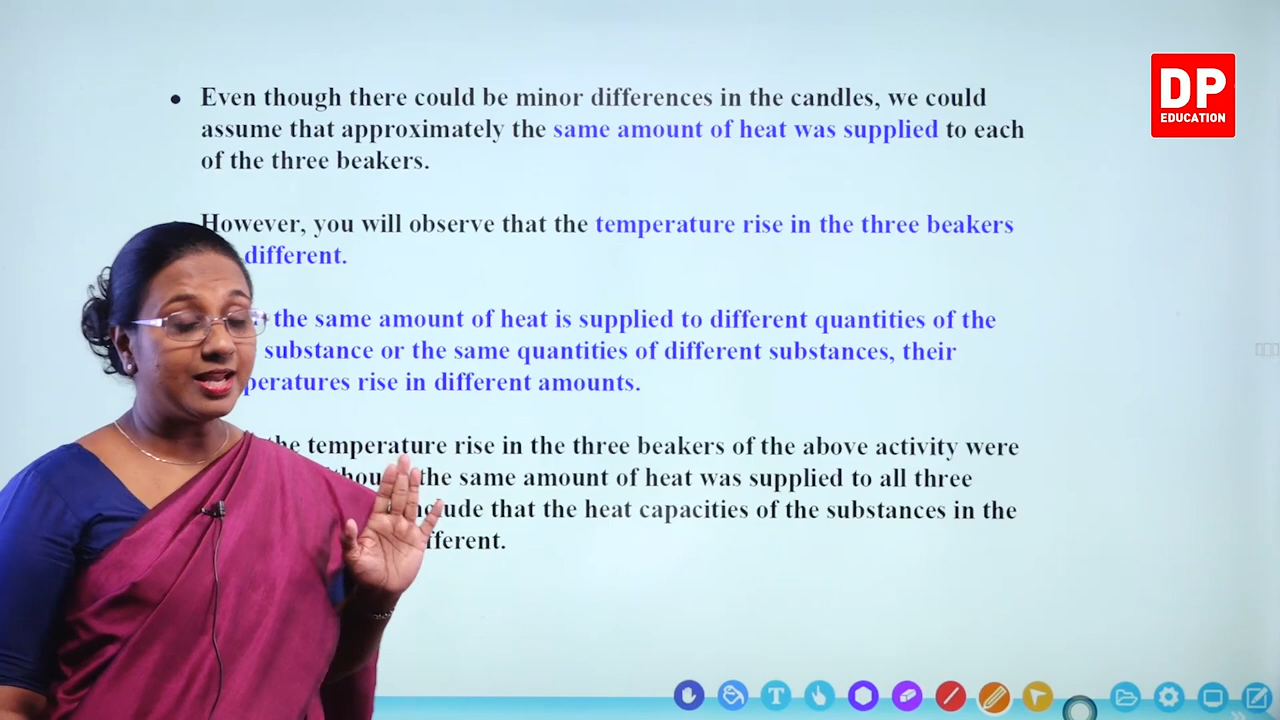 DP
EDUCATION
• Even though there could be minor differences in the candles, we could
assume that approximately the same amount of heat was supplied to each
of the three beakers.
However, you will observe that the temperature rise in the three beakers
different.
the same amount of heat is supplied to different quantities of the
substance or the same quantities of different substances, their
peratures rise in different amounts.
the temperature rise in the three beakers of the above activity were
the same amount of heat was supplied to all three
that the heat capacities of the substances in the
fferent.